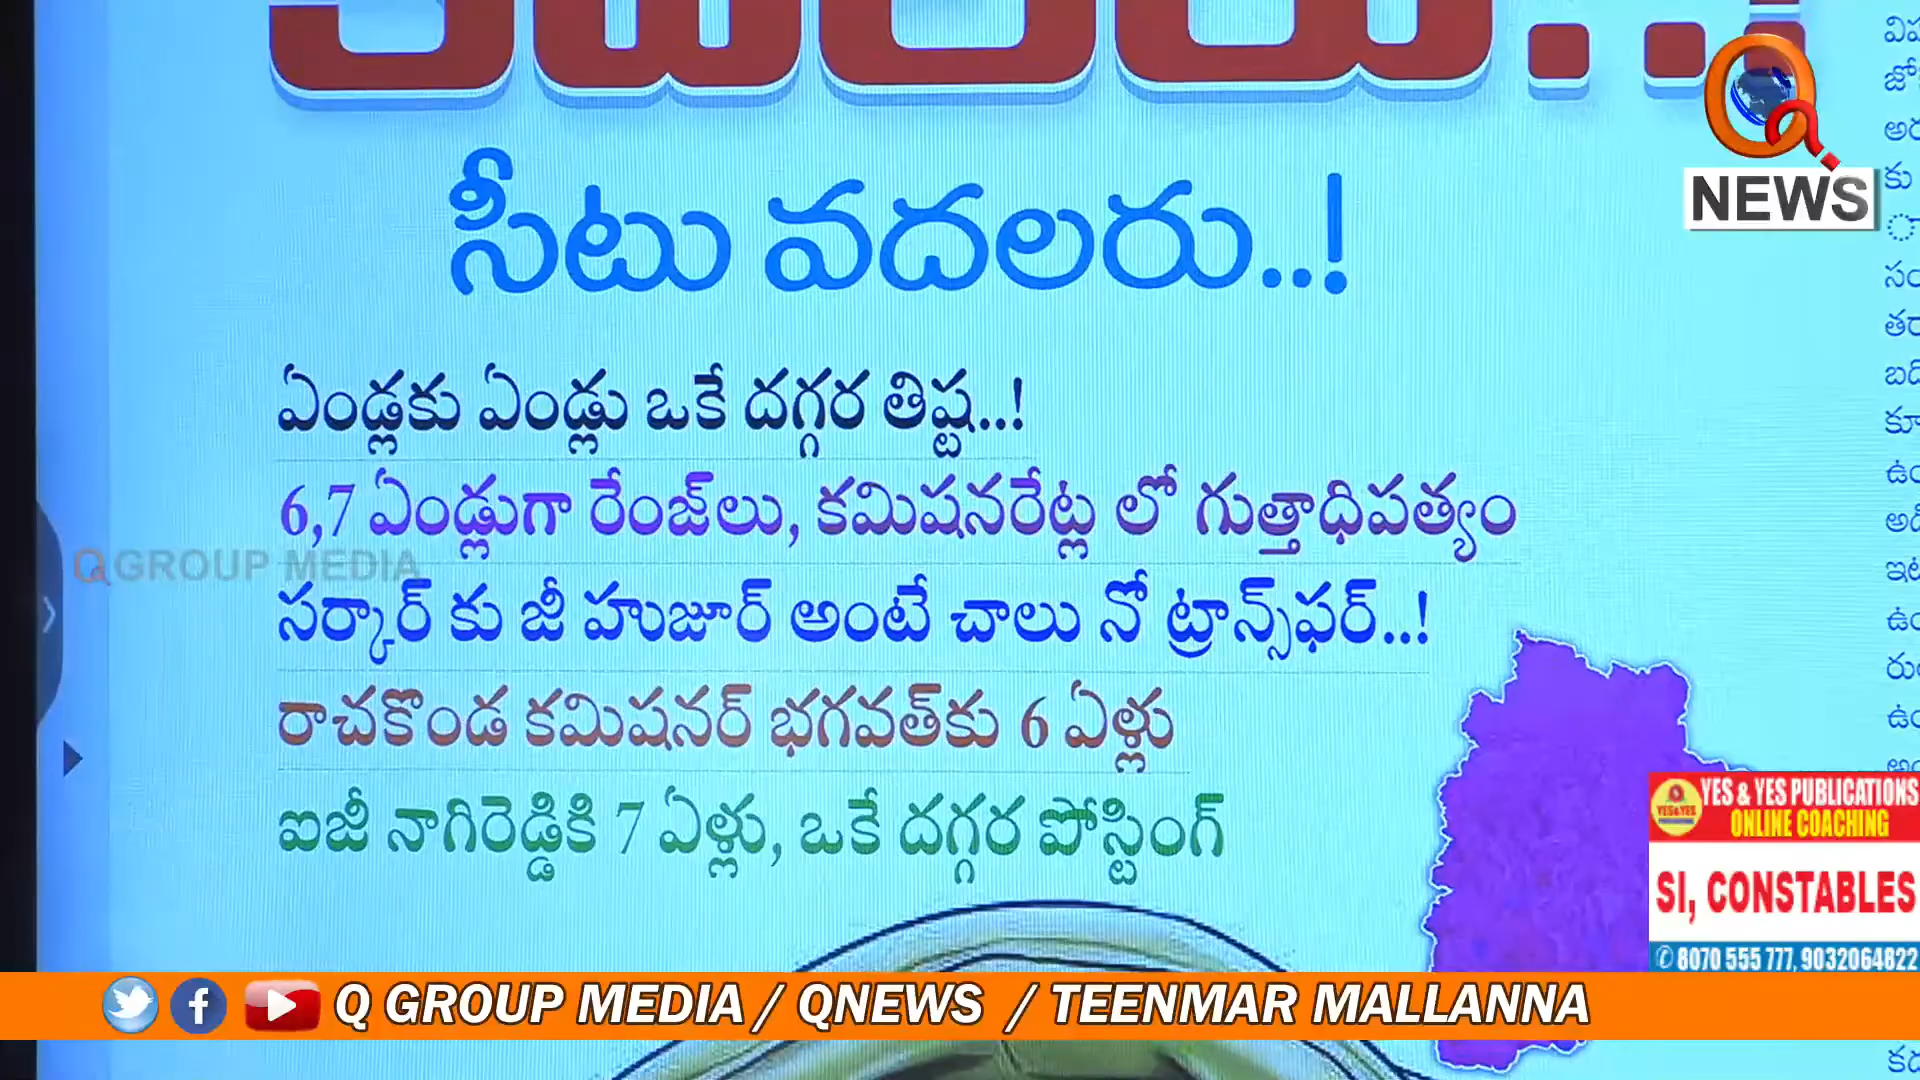 సీటు వదలరు..!
ఏండ్లకు ఏండ్లు ఒకే దగ్గర తిష్ట..!
6,7 ఏండ్లుగా రేంజ్‌లు, కమిషనరేట్ల లో గుత్తాధిపత్యం
సర్కార్ కు జీ హుజూర్ అంటే చాలు నో ట్రాన్స్‌ఫర్..!
రాచకొండ కమిషనర్ భగవత్‌కు 6 ఏళ్లు
ఐజీ నాగిరెడ్డికి 7 ఏళ్లు, ఒకే దగ్గర పోస్టింగ్
Q GROUP MEDIA
Q
NEWS
YES & YES PUBLICATIONS
ONLINE COACHING
SI, CONSTABLES
8070 555 777, 9032064822
Q GROUP MEDIA / QNEWS / TEENMAR MALLANNA